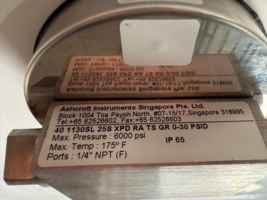 Ashcroft Instruments Singapore Pte. Ltd.
Block 1004 Toa Payoh North, #07-15/17, Singapore 318995
Tel:+65 62526602, Fax:+65 62526603
40 1130SL 25S XPD RA TS GR 0-30 PSID
Max. Pressure : 6000 psi
IP 65
Max. Temp : 175° F
Ports : 1/4" NPT (F)